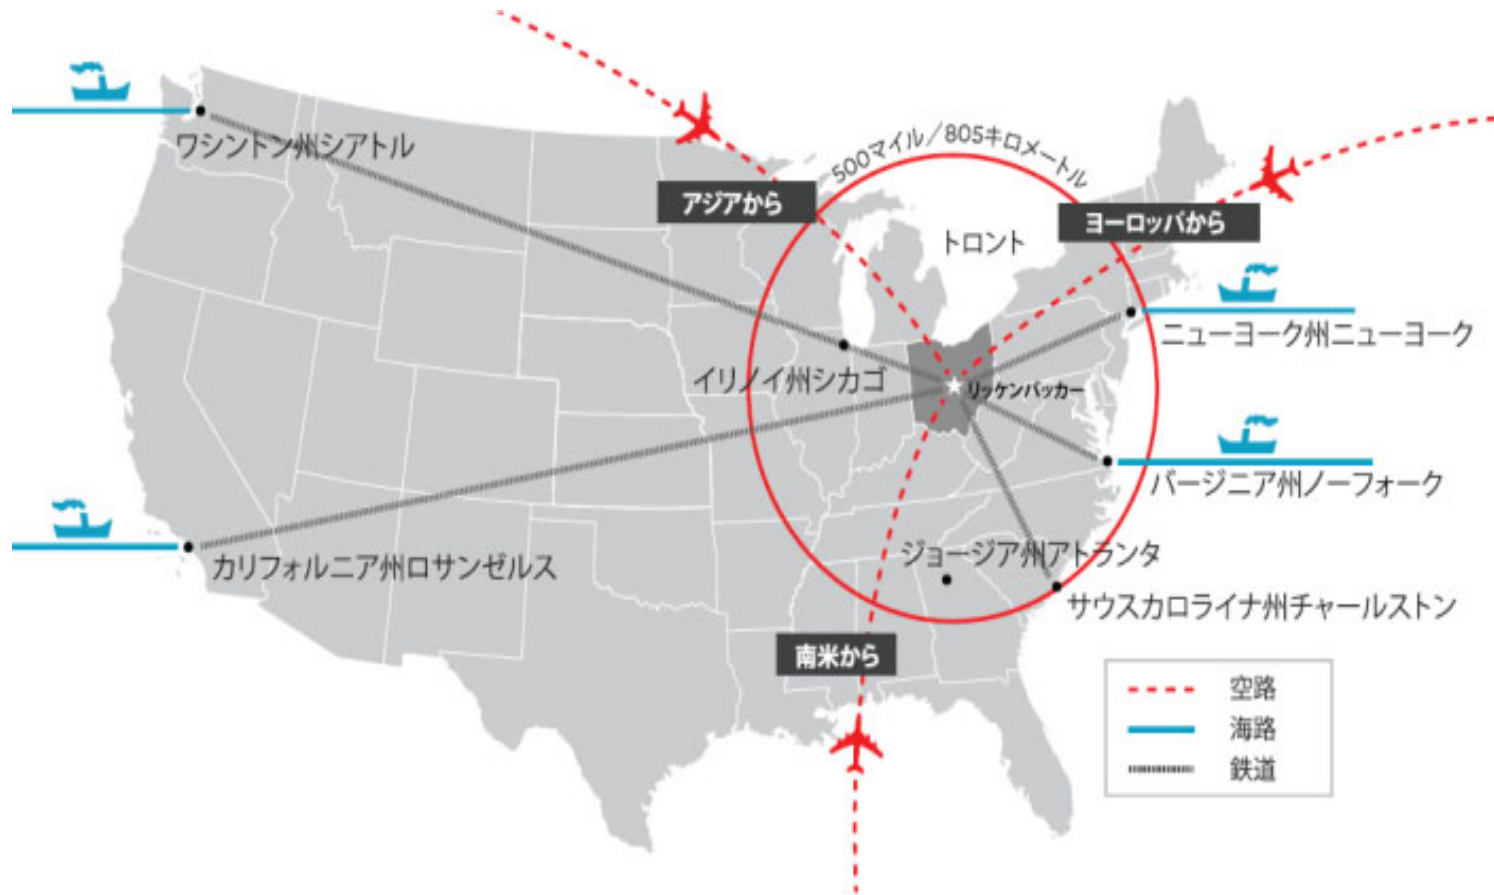 500マイル/805キロメートル
ワシントン州シアトル
アジアから
ヨーロッパから
トロント
ニューヨーク州ニューヨーク
イリノイ州シカゴ
リッケンバッカー
バージニア州ノーフォーク
ジョージア州アトランタ
カリフォルニア州ロサンゼルス
サウスカロライナ州チャールストン
南米から
空路
海路
鉄道